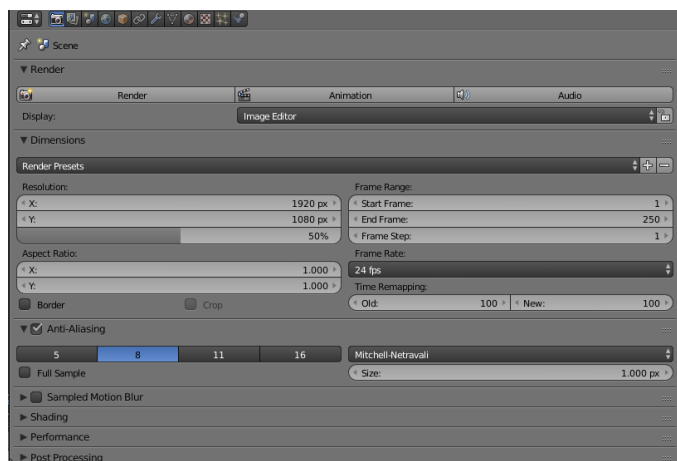 Scene
Render
Render Animation Audio
Display: Image Editor
Dimensions
Render Presets
Resolution: Frame Range:
X: 1920 px Start Frame: 1
Y: 1080 px End Frame: 250
50% Frame Step: 1
Aspect Ratio: Frame Rate:
X: 1.000 24 fps
Y: 1.000 Time Remapping:
Border Crop Old: 100 New: 100
Anti-Aliasing
5 8 11 16 Mitchell-Netravali
Full Sample Size: 1.000 px
Sampled Motion Blur
Shading
Performance
Post Processing